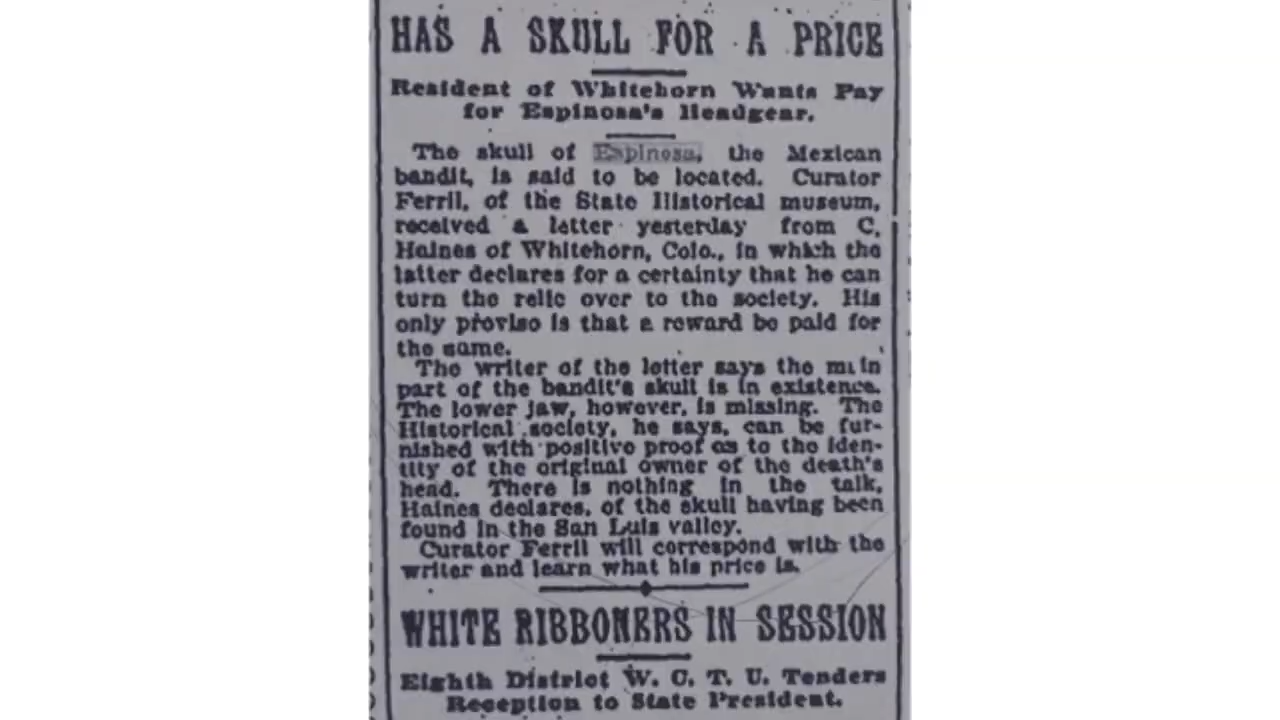 HAS A SKULL FOR A PRICE
Resident of Whitehorn Wants Pay
for Espinosa's Headgear.
The skull of Espinosa, the Mexican
bandit, is said to be located. Curator
Ferril, of the State Historical museum,
received a letter yesterday from C.
Haines of Whitehorn, Colo., in which the
latter declares for a certainty that he can
turn the relic over to the society. His
only proviso is that a reward be paid for
the same.
The writer of the letter says the main
part of the bandit's skull is in existence.
The lower jaw, however, is missing. The
Historical society, he says, can be fur-
nished with positive proof as to the iden-
tity of the original owner of the death's
head. There is nothing in the talk,
Haines declares, of the skull having been
found in the San Luis valley.
Curator Ferril will correspond with the
writer and learn what his price is.
WHITE RIBBONERS IN SESSION
Eighth District W. C. T. U. Tenders
Reception to State President.